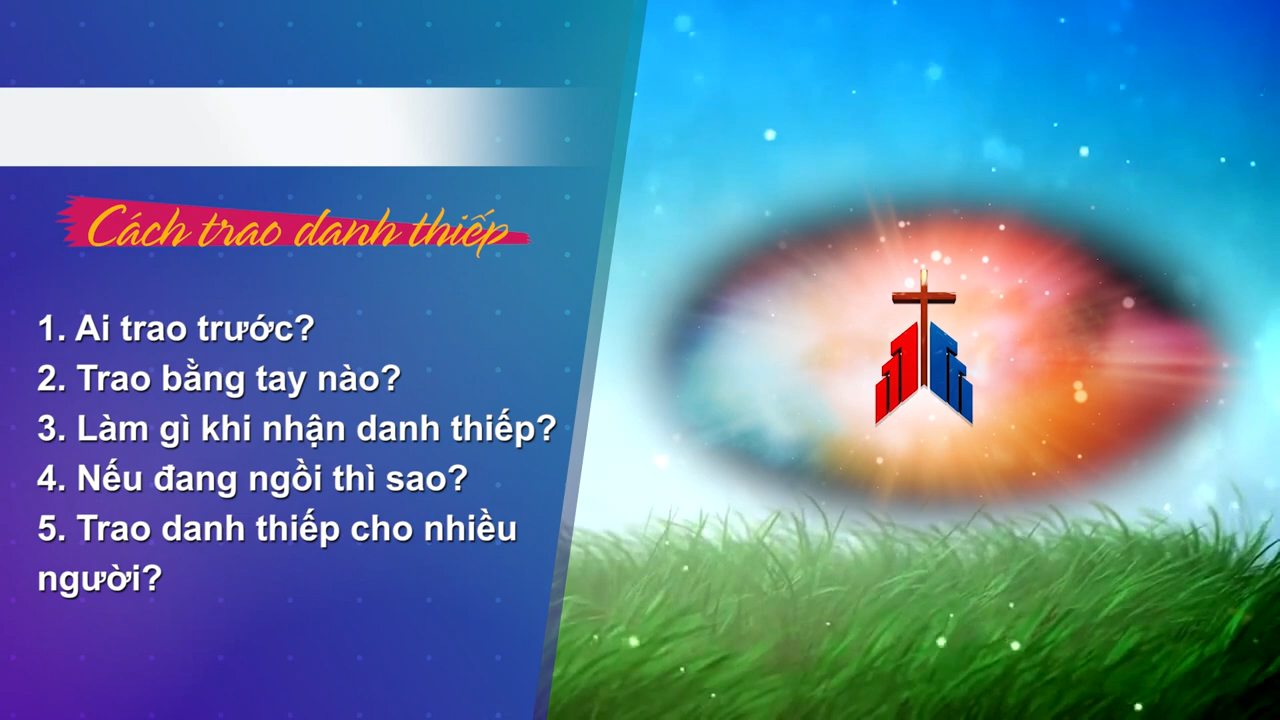 Cách trao danh thiếp
1. Ai trao trước?
2. Trao bằng tay nào?
3. Làm gì khi nhận danh thiếp?
4. Nếu đang ngồi thì sao?
5. Trao danh thiếp cho nhiều
người?